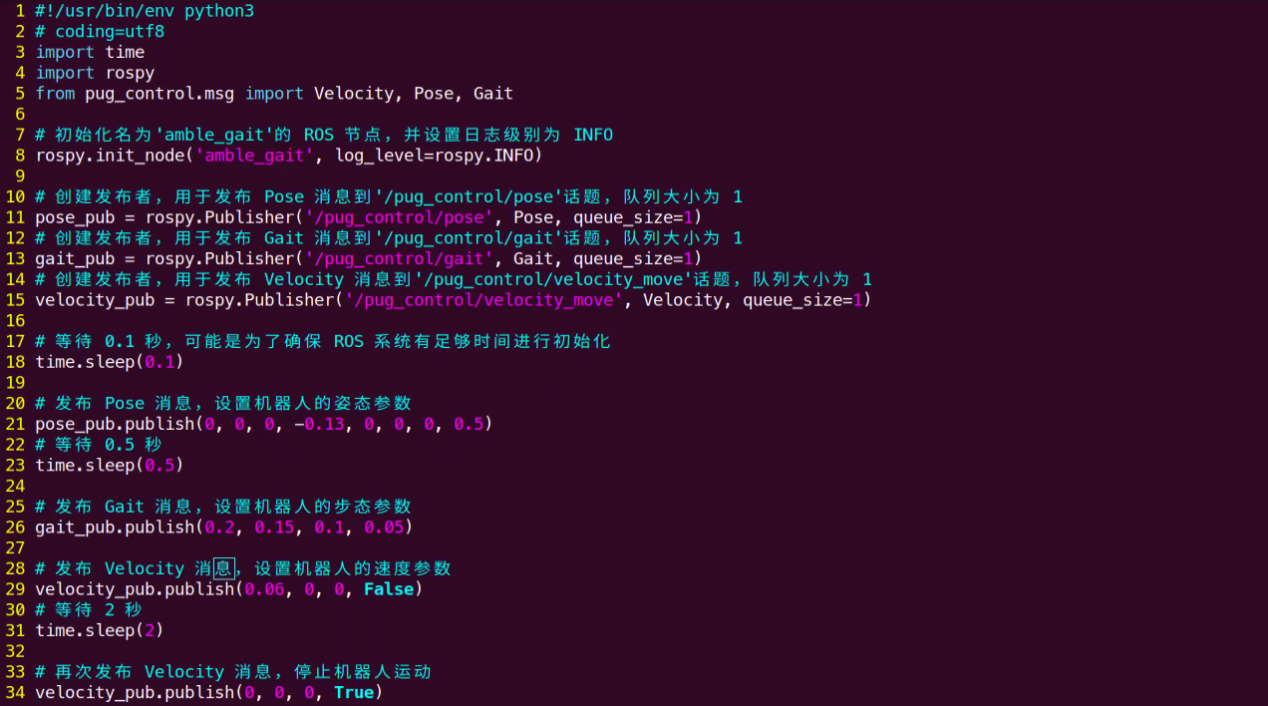 1 #!/usr/bin/env python3
2 # coding=utf8
3 import time
4 import rospy
5 from pug_control.msg import Velocity, Pose, Gait
6
7 # 初始化名为'amble_gait'的 ROS 节点，并设置日志级别为 INFO
8 rospy.init_node('amble_gait', log_level=rospy.INFO)
9
10 # 创建发布者，用于发布 Pose 消息到'/pug_control/pose'话题，队列大小为 1
11 pose_pub = rospy.Publisher('/pug_control/pose', Pose, queue_size=1)
12 # 创建发布者，用于发布 Gait 消息到'/pug_control/gait'话题，队列大小为 1
13 gait_pub = rospy.Publisher('/pug_control/gait', Gait, queue_size=1)
14 # 创建发布者，用于发布 Velocity 消息到'/pug_control/velocity_move'话题，队列大小为 1
15 velocity_pub = rospy.Publisher('/pug_control/velocity_move', Velocity, queue_size=1)
16
17 # 等待 0.1 秒，可能是为了确保 ROS 系统有足够时间进行初始化
18 time.sleep(0.1)
19
20 # 发布 Pose 消息，设置机器人的姿态参数
21 pose_pub.publish(0, 0, 0, -0.13, 0, 0, 0, 0.5)
22 # 等待 0.5 秒
23 time.sleep(0.5)
24
25 # 发布 Gait 消息，设置机器人的步态参数
26 gait_pub.publish(0.2, 0.15, 0.1, 0.05)
27
28 # 发布 Velocity 消息，设置机器人的速度参数
29 velocity_pub.publish(0.06, 0, 0, False)
30 # 等待 2 秒
31 time.sleep(2)
32
33 # 再次发布 Velocity 消息，停止机器人运动
34 velocity_pub.publish(0, 0, 0, True)